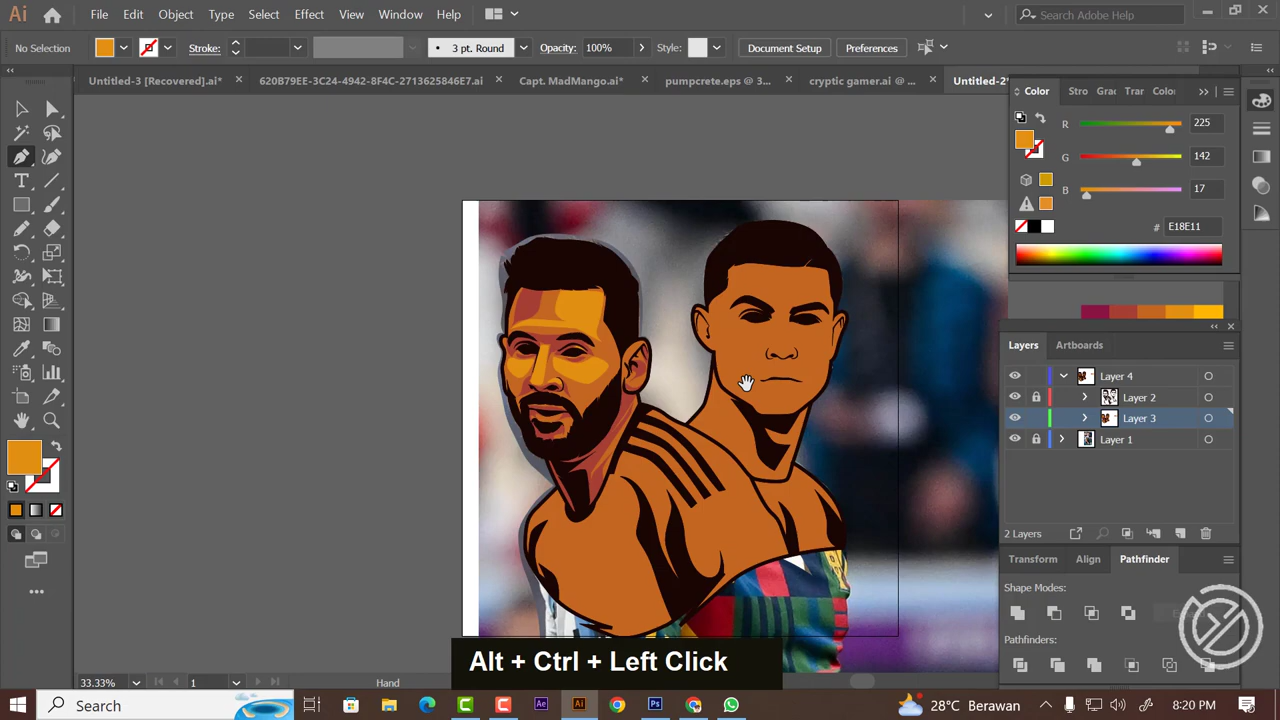 Ai File Edit Object Type Select Effect View Window Help Search Adobe Help
No Selection Stroke: 3 pt. Round Opacity: 100% Style: Document Setup Preferences
Untitled-3 [Recovered].ai* × 620B79EE-3C24-4942-8F4C-2713625846E7.ai × Capt. MadMango.ai* × pumpcrete.eps @ 3... × cryptic gamer.ai @ ... × Untitled-2
Color Stro Grac Trar Colo
R 225
G 142
B 17
# E18E11
Layers Artboards
Layer 4
Layer 2
Layer 3
Layer 1
2 Layers
Transform Align Pathfinder
Shape Modes:
Pathfinders:
Alt + Ctrl + Left Click
33.33% 1 Hand
Search Ae Ai Ps 28°C Berawan 8:20 PM